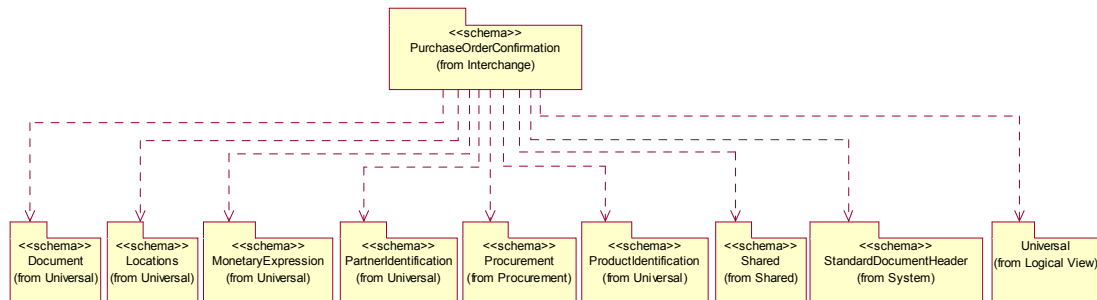 <<schema>>
PurchaseOrderConfirmation
(from Interchange)
<<schema>>
Document
(from Universal)
<<schema>>
Locations
(from Universal)
<<schema>>
MonetaryExpression
(from Universal)
<<schema>>
PartnerIdentification
(from Universal)
<<schema>>
Procurement
(from Procurement)
<<schema>>
ProductIdentification
(from Universal)
<<schema>>
Shared
(from Shared)
<<schema>>
StandardDocumentHeader
(from System)
Universal
(from Logical View)